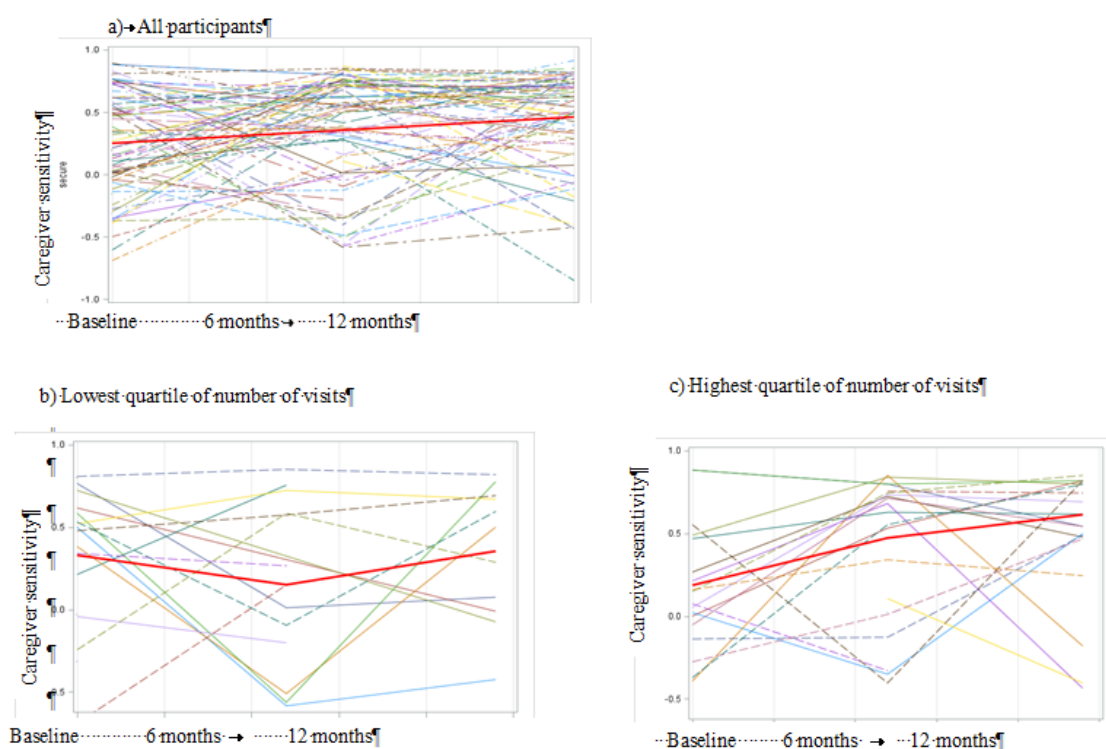 a)→All·participants¶
1.0
0.5
0.0
-0.5
-1.0
Caregiver·sensitivity¶
secure
··Baseline············6·months·→·······12·months¶
b)·Lowest·quartile·of·number·of·visits¶
¶
1.0
¶
¶
0.5
¶
¶
0.0
¶
0.5
¶
Caregiver·sensitivity¶
Baseline···········6·months··→·······12·months¶
c)·Highest·quartile·of·number·of·visits¶
1.0
0.5
0.0
-0.5
Caregiver·sensitivity¶
···Baseline············6·months··→···12·months¶